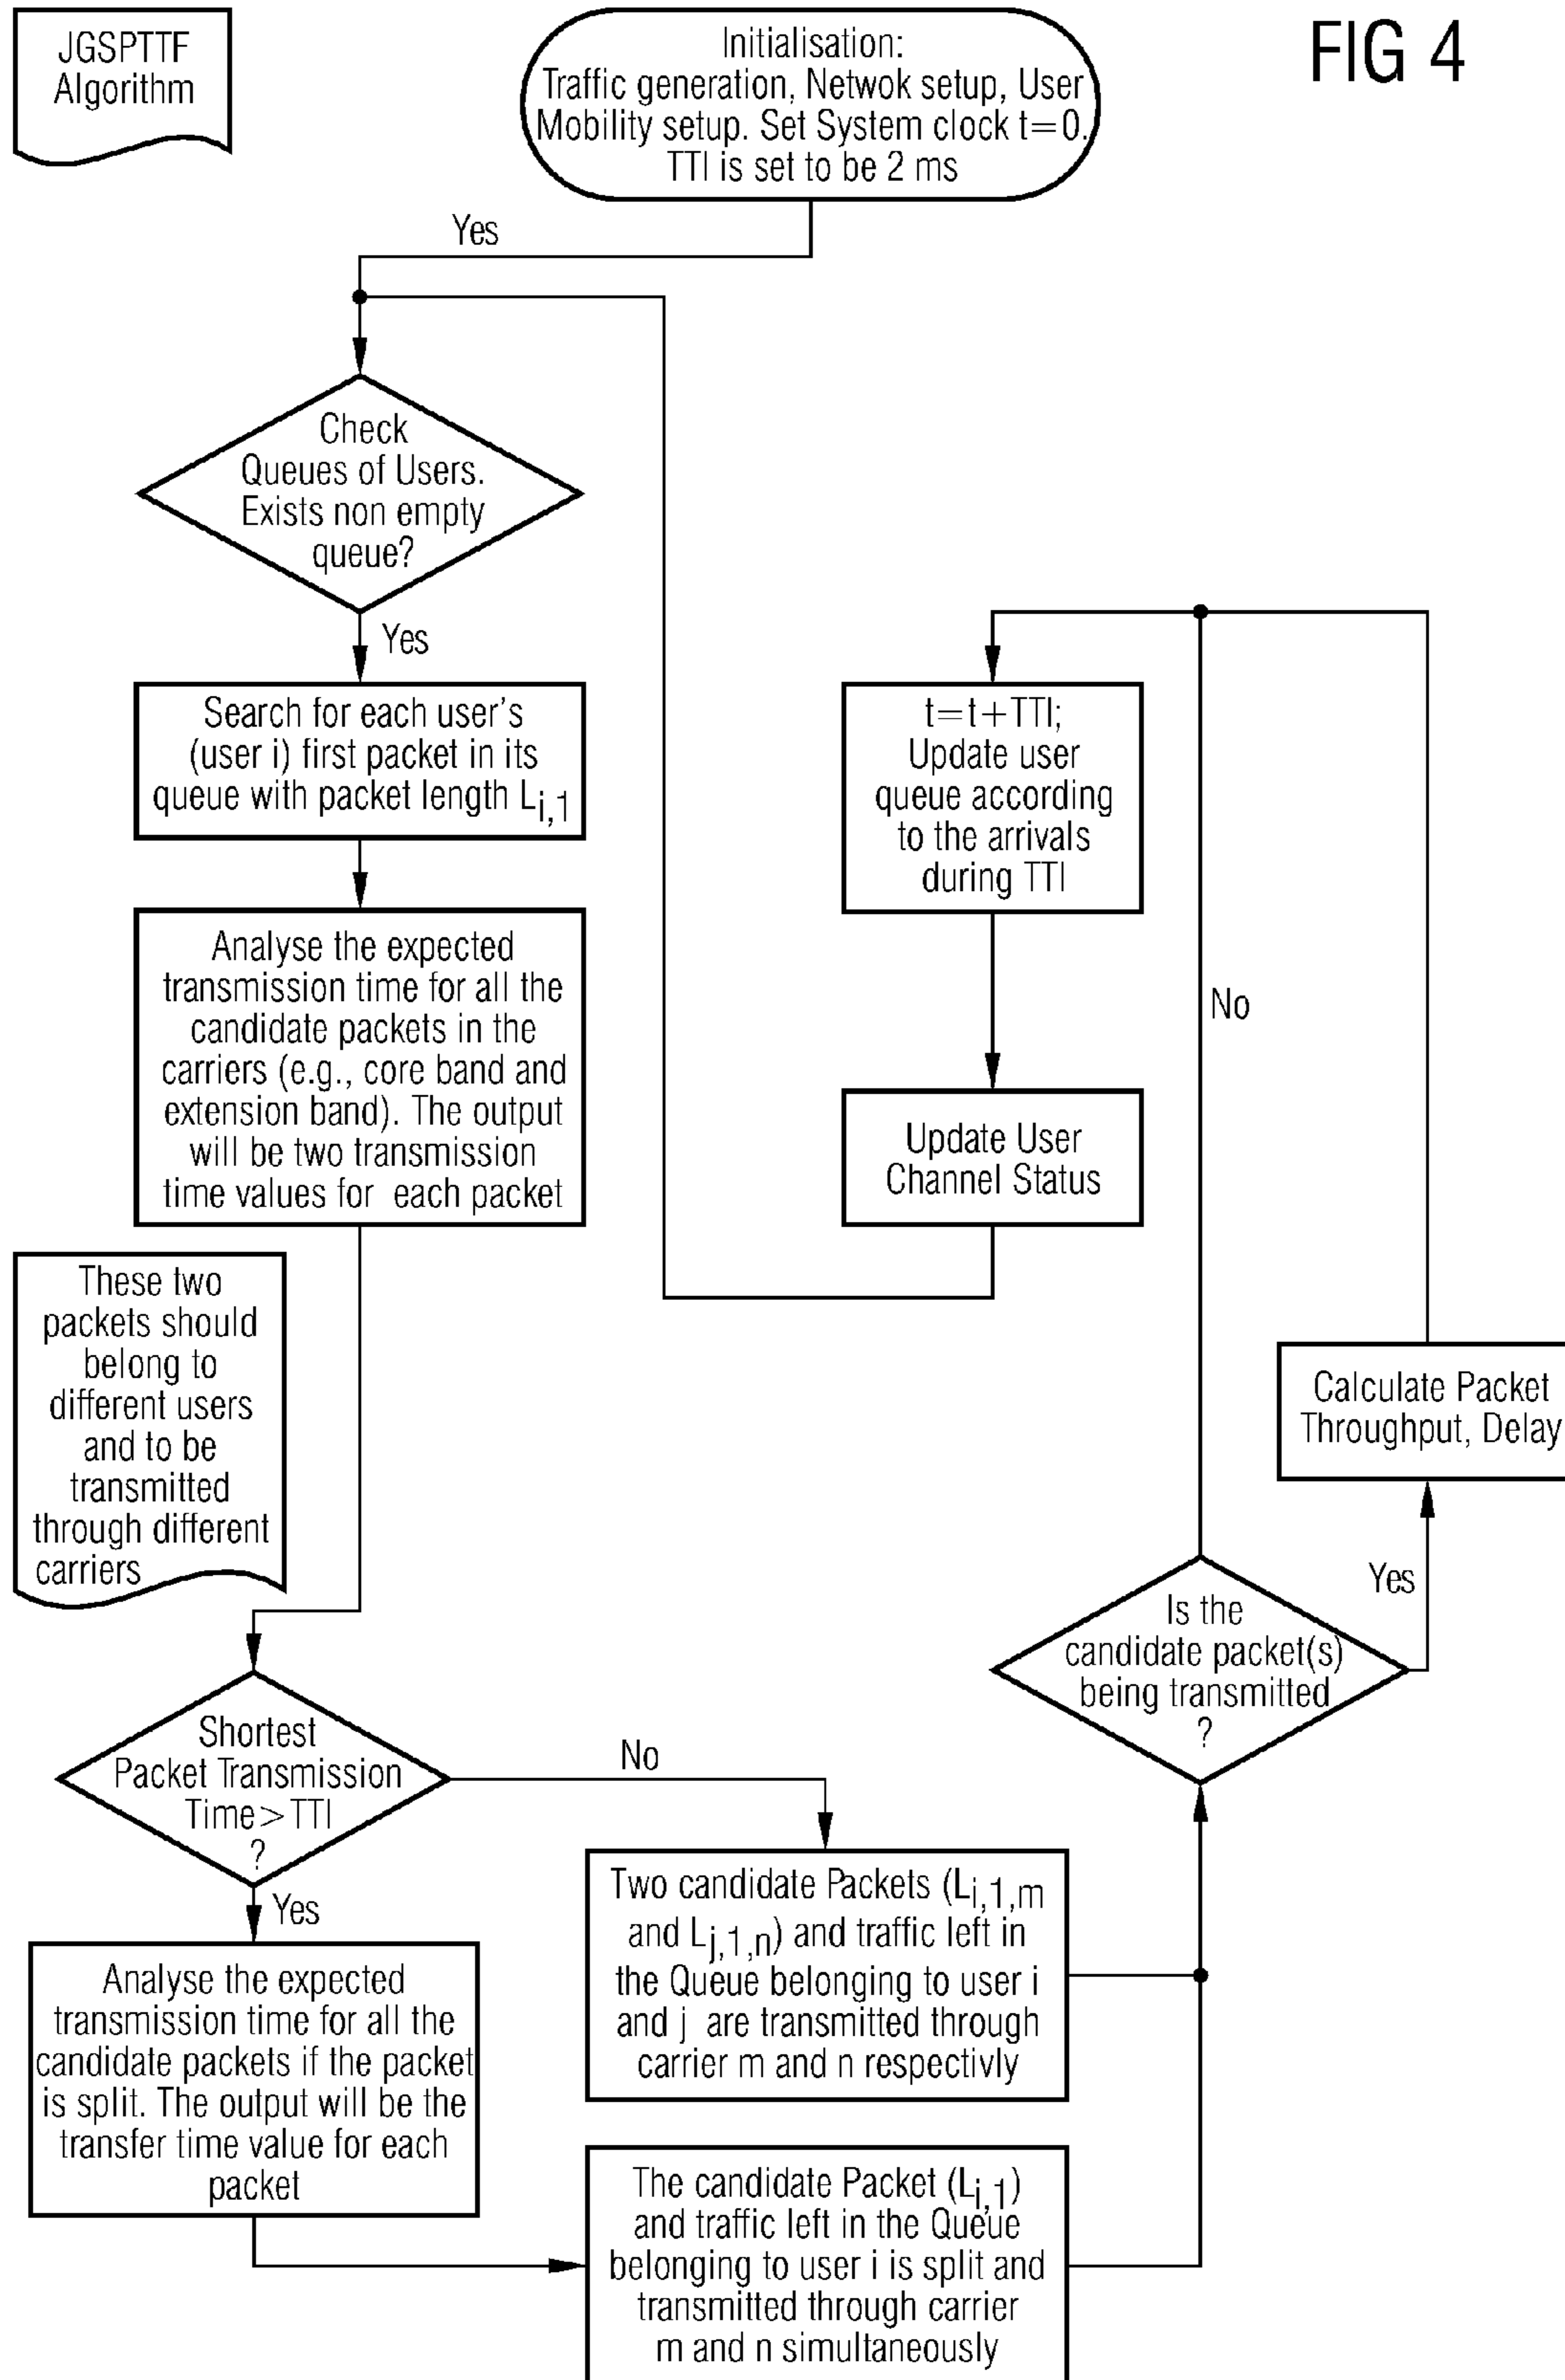 JGSPTTF
Algorithm
Initialisation:
Traffic generation, Netwok setup, User
Mobility setup. Set System clock t=0.
TTI is set to be 2 ms
FIG 4
Yes
Check
Queues of Users.
Exists non empty
queue?
Yes
Search for each user's
(user i) first packet in its
queue with packet length Li,1
Analyse the expected
transmission time for all the
candidate packets in the
carriers (e.g., core band and
extension band). The output
will be two transmission
time values for each packet
t=t+TTI;
Update user
queue according
to the arrivals
during TTI
No
Update User
Channel Status
These two
packets should
belong to
different users
and to be
transmitted
through different
carriers
Calculate Packet
Throughput, Delay
Yes
Is the
candidate packet(s)
being transmitted
?
Shortest
Packet Transmission
Time>TTI
?
No
Yes
Two candidate Packets (Li,1,m
and Lj,1,n) and traffic left in
the Queue belonging to user i
and j are transmitted through
carrier m and n respectivly
Analyse the expected
transmission time for all the
candidate packets if the packet
is split. The output will be the
transfer time value for each
packet
The candidate Packet (Li,1)
and traffic left in the Queue
belonging to user i is split and
transmitted through carrier
m and n simultaneously